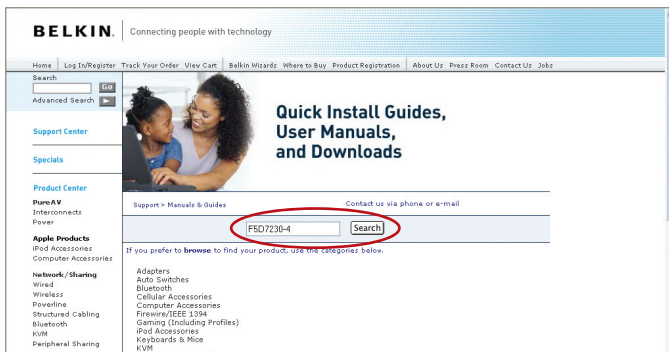 BELKIN. Connecting people with technology
Home Log In/Register Track Your Order View Cart Belkin Wizards Where to Buy Product Registration About Us Press Room Contact Us Jobs
Search
Go
Advanced Search
Support Center
Specials
Product Center
PureAV
Interconnects
Power
Apple Products
iPod Accessories
Computer Accessories
Network/Sharing
Wired
Wireless
Powerline
Structured Cabling
Bluetooth
KVM
Peripheral Sharing
Quick Install Guides,
User Manuals,
and Downloads
Support > Manuals & Guides Contact us via phone or e-mail
F5D7230-4 Search
If you prefer to browse to find your product, use the categories below.
Adapters
Auto Switches
Bluetooth
Cellular Accessories
Computer Accessories
Firewire/IEEE 1394
Gaming (Including Profiles)
iPod Accessories
Keyboards & Mice
KVM